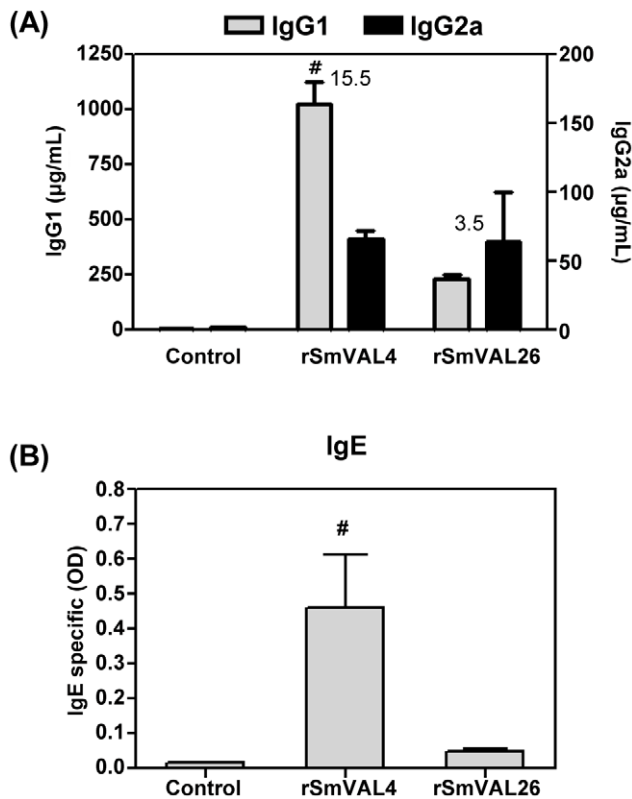 (A)
IgG1 IgG2a
1250
1000
750
500
250
0
IgG1 (µg/mL)
200
150
100
50
0
IgG2a
(µg/mL)
# 15.5
3.5
Control rSmVAL4 rSmVAL26
(B)
IgE
0.8
0.7
0.6
0.5
0.4
0.3
0.2
0.1
0.0
IgE specific (OD)
#
Control rSmVAL4 rSmVAL26